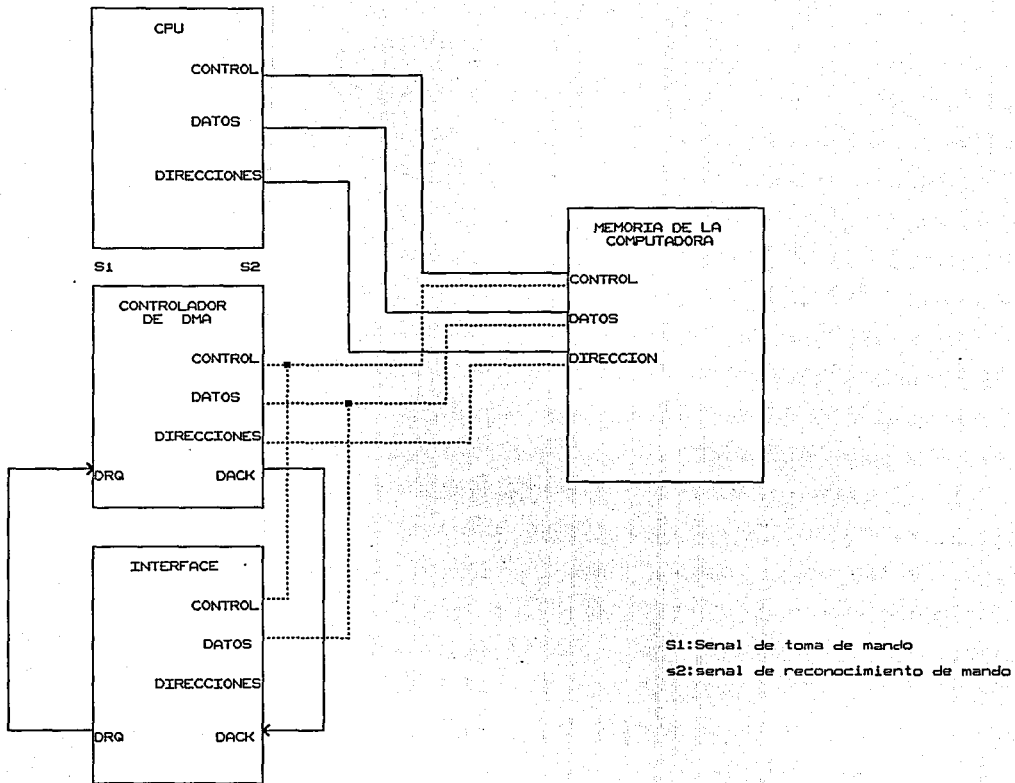 CPU
CONTROL
DATOS
DIRECCIONES
S1 S2
CONTROLADOR
DE DMA
CONTROL
DATOS
DIRECCIONES
DRQ DACK
INTERFACE
CONTROL
DATOS
DIRECCIONES
DRQ DACK
MEMORIA DE LA
COMPUTADORA
CONTROL
DATOS
DIRECCION
S1:Senal de toma de mando
s2:senal de reconocimiento de mando